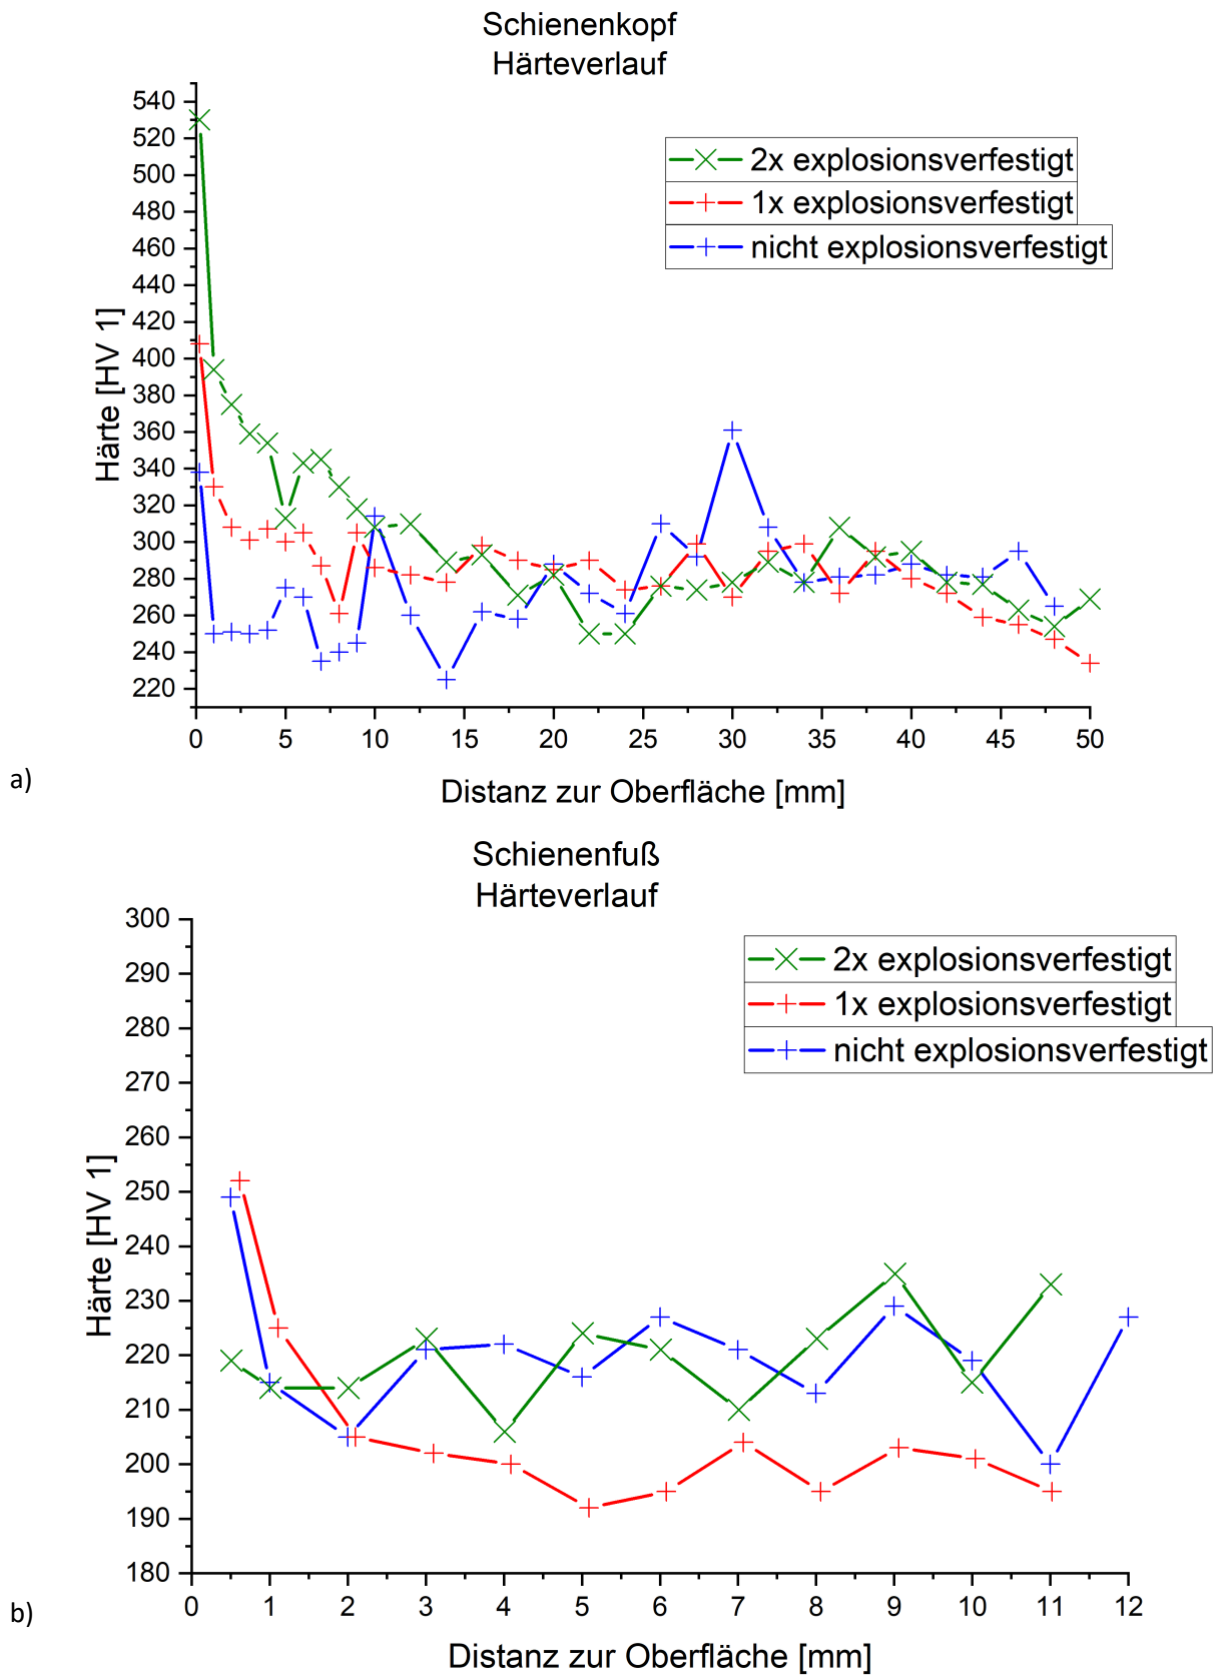 Schienenkopf
Härteverlauf
540
520
500
480
460
440
420
400
380
360
340
320
300
280
260
240
220
Härte [HV 1]
2x explosionsverfestigt
1x explosionsverfestigt
nicht explosionsverfestigt
0 5 10 15 20 25 30 35 40 45 50
Distanz zur Oberfläche [mm]
a)
Schienenfuß
Härteverlauf
300
290
280
270
260
250
240
230
220
210
200
190
180
Härte [HV 1]
2x explosionsverfestigt
1x explosionsverfestigt
nicht explosionsverfestigt
0 1 2 3 4 5 6 7 8 9 10 11 12
Distanz zur Oberfläche [mm]
b)